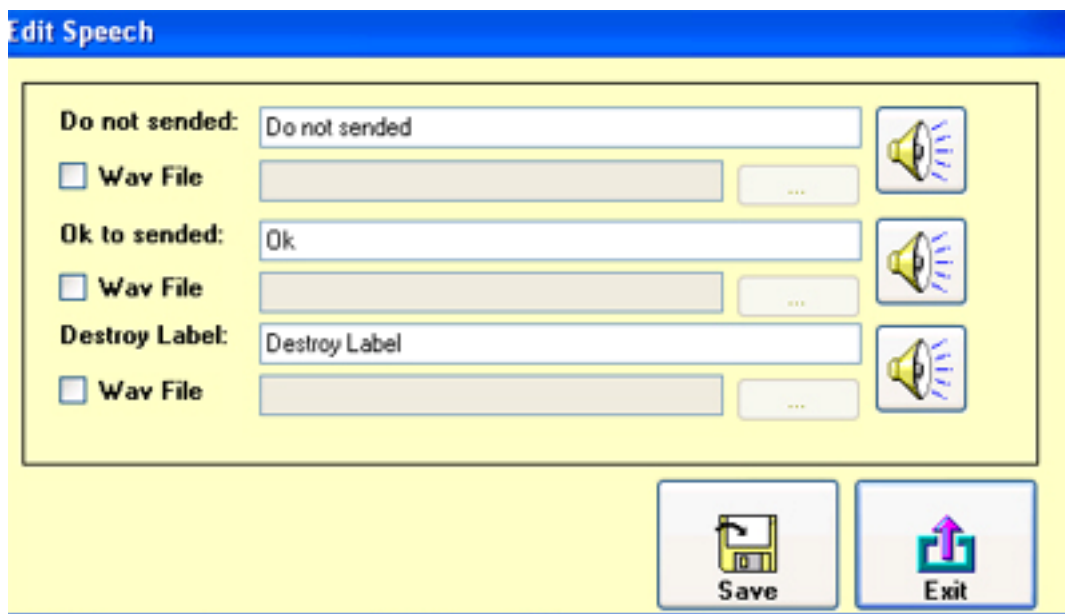 Edit Speech
Do not sended: Do not sended
Wav File ...
Ok to sended: Ok
Wav File ...
Destroy Label: Destroy Label
Wav File ...
Save Exit